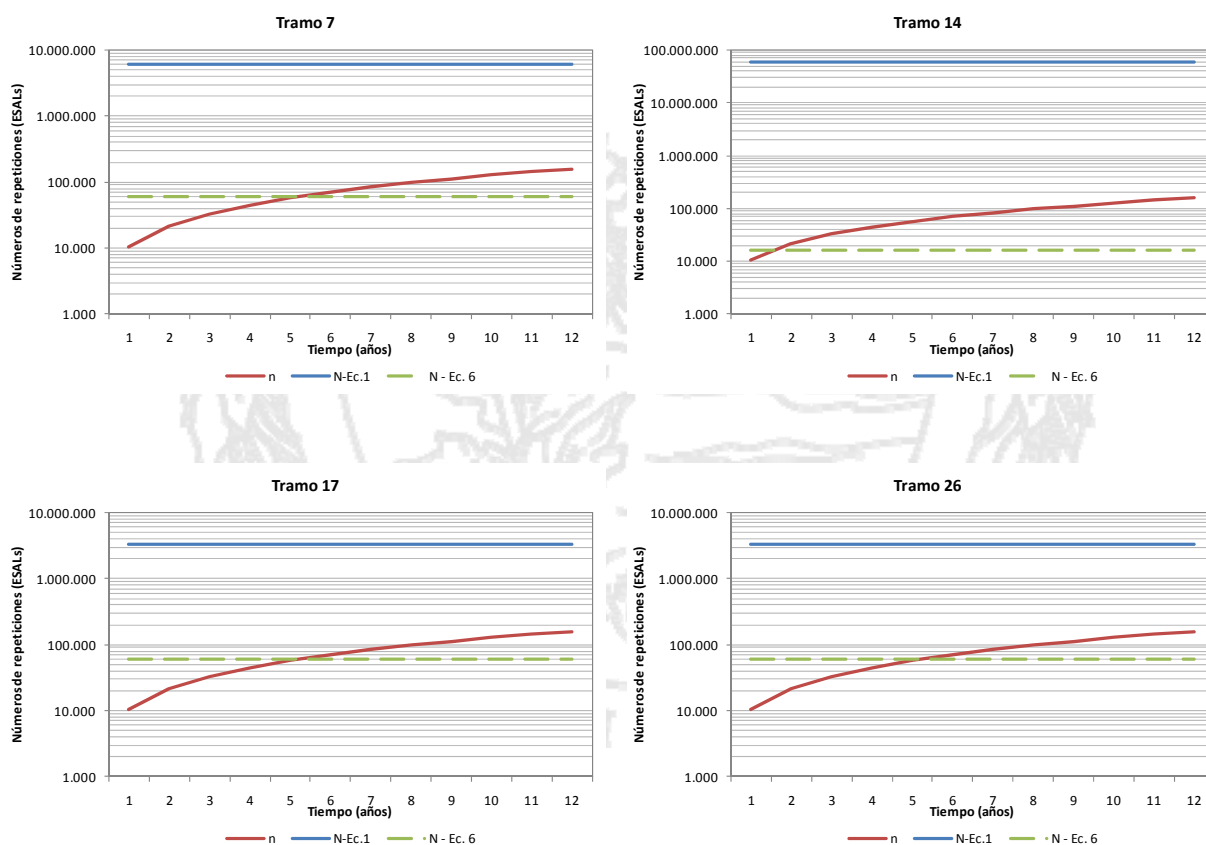 Tramo 7
Números de repeticiones (ESALs)
10.000.000
1.000.000
100.000
10.000
1.000
1 2 3 4 5 6 7 8 9 10 11 12
Tiempo (años)
n N-Ec.1 N - Ec. 6
Tramo 14
Números de repeticiones (ESALs)
100.000.000
10.000.000
1.000.000
100.000
10.000
1.000
1 2 3 4 5 6 7 8 9 10 11 12
Tiempo (años)
n N-Ec.1 N - Ec. 6
Tramo 17
Números de repeticiones (ESALs)
10.000.000
1.000.000
100.000
10.000
1.000
1 2 3 4 5 6 7 8 9 10 11 12
Tiempo (años)
n N-Ec.1 N - Ec. 6
Tramo 26
Números de repeticiones (ESALs)
10.000.000
1.000.000
100.000
10.000
1.000
1 2 3 4 5 6 7 8 9 10 11 12
Tiempo (años)
n N-Ec.1 N - Ec. 6